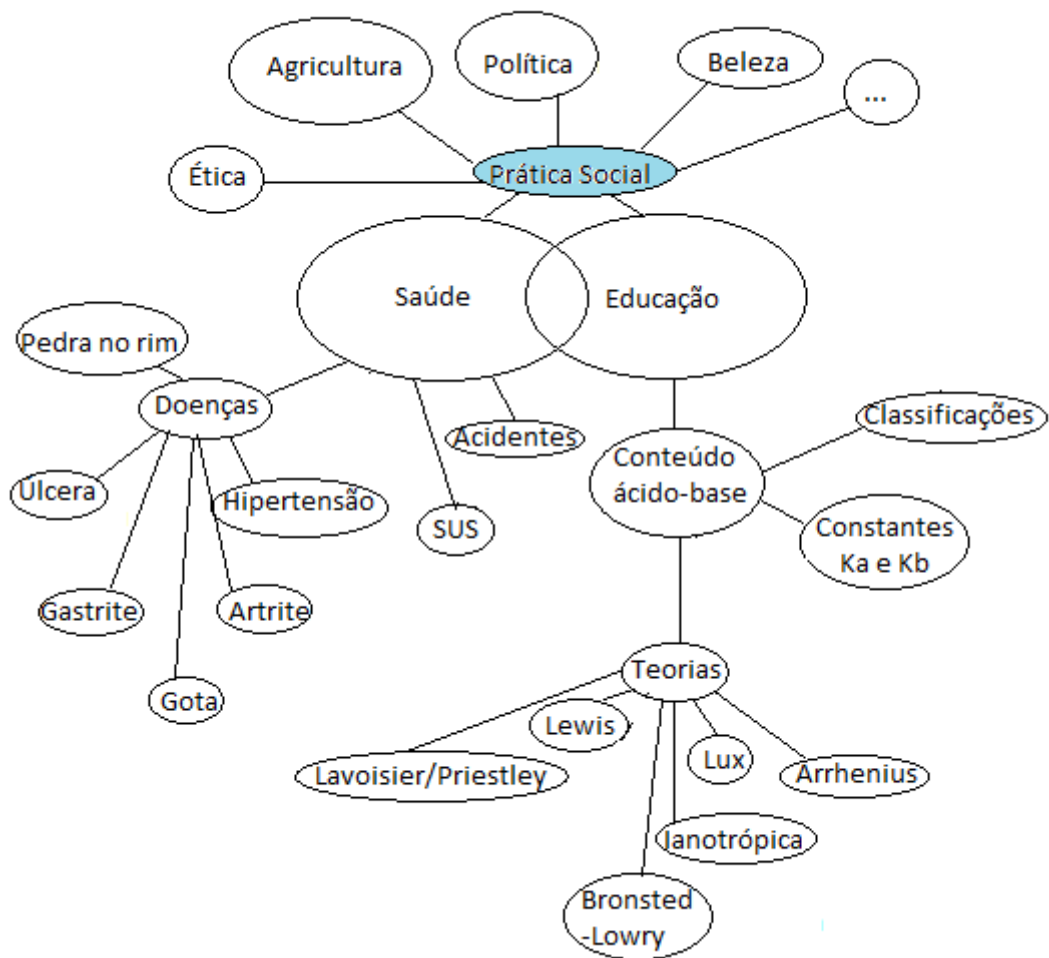 Agricultura
Política
Beleza
...
Ética
Prática Social
Saúde
Educação
Pedra no rim
Doenças
Acidentes
Classificações
Conteúdo
ácido-base
Úlcera
Hipertensão
SUS
Constantes
Ka e Kb
Gastrite
Artrite
Gota
Teorias
Lewis
Lux
Lavoisier/Priestley
Arrhenius
Ianotrópica
Bronsted
-Lowry